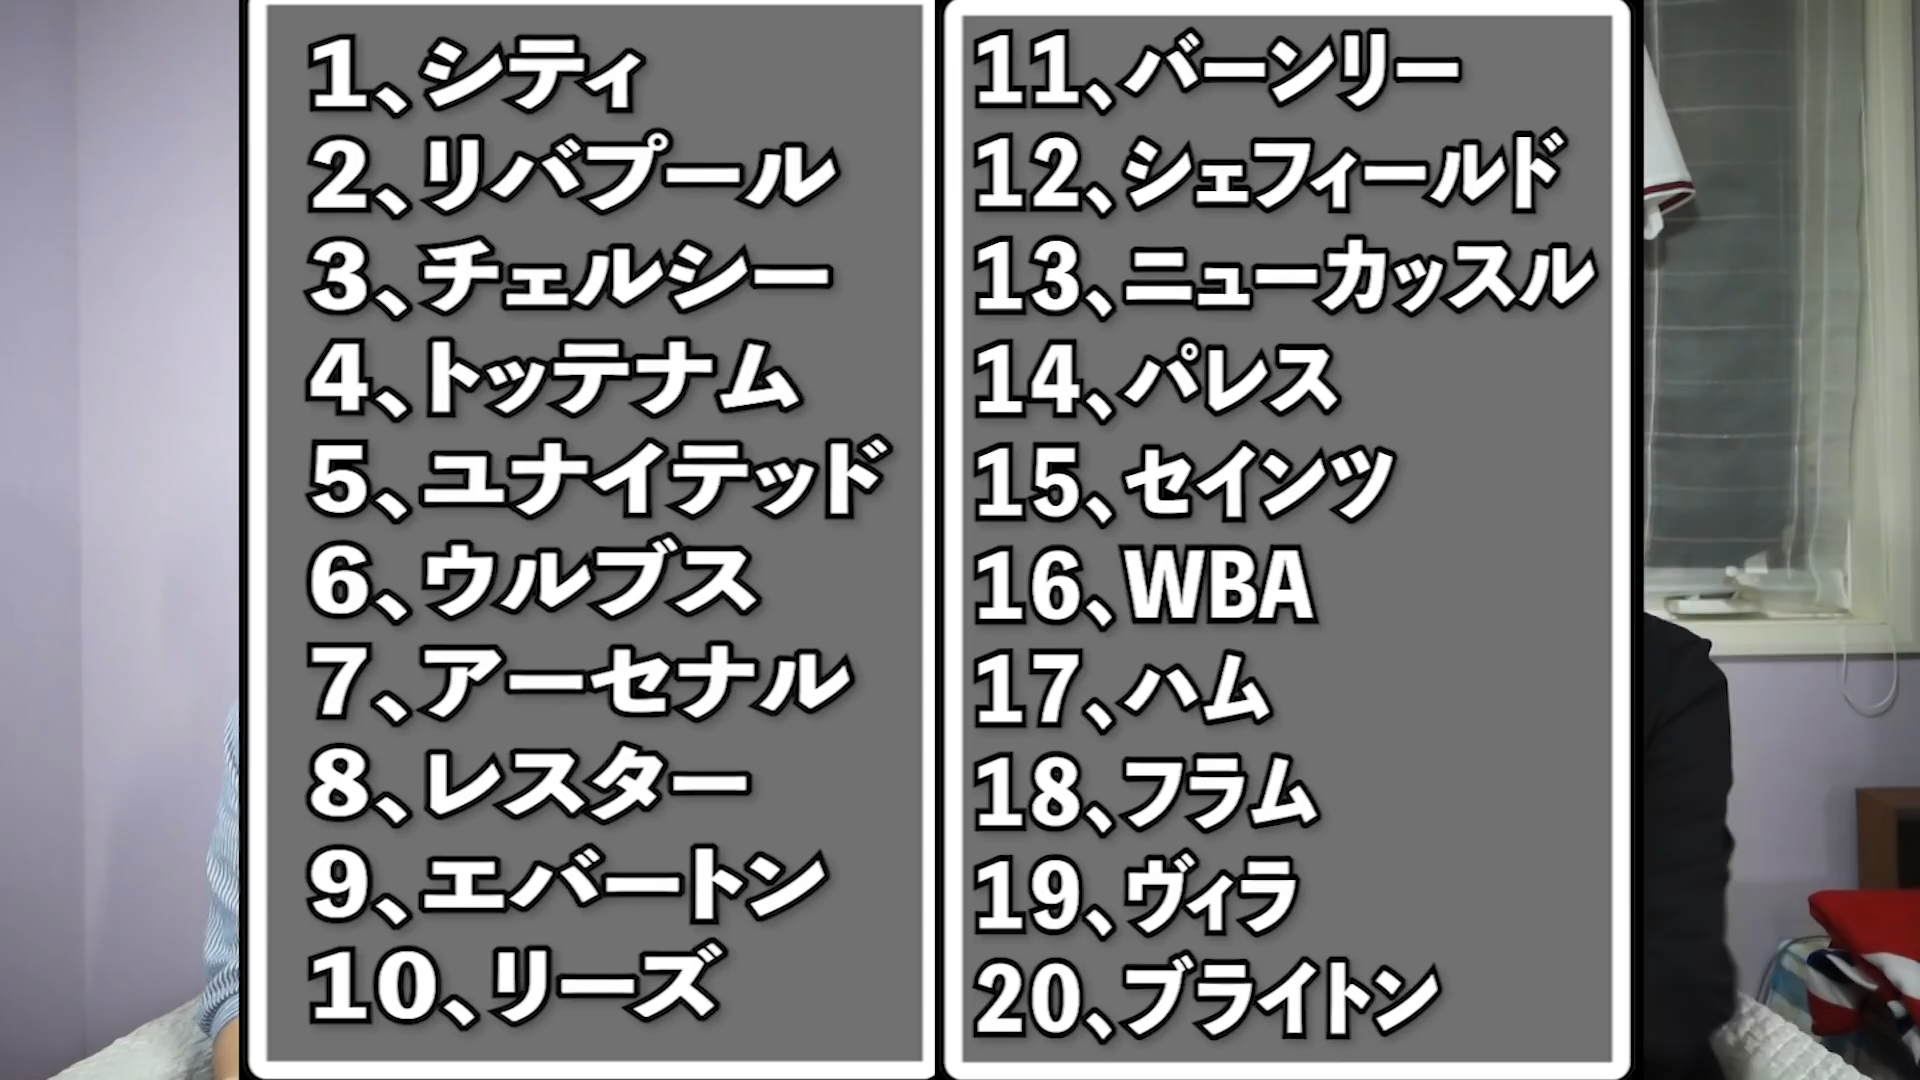 1、シティ
2、リバプール
3、チェルシー
4、トッテナム
5、ユナイテッド
6、ウルブス
7、アーセナル
8、レスター
9、エバートン
10、リーズ
11、バーンリー
12、シェフィールド
13、ニューカッスル
14、パレス
15、セインツ
16、WBA
17、ハム
18、フラム
19、ヴィラ
20、ブライトン